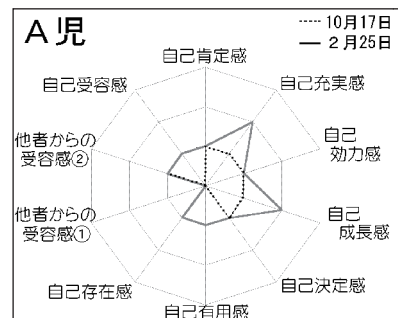 A児
10月17日
2月25日
自己肯定感
自己受容感
自己充実感
他者からの
受容感②
自己
効力感
他者からの
受容感①
自己
成長感
自己存在感
自己決定感
自己有用感